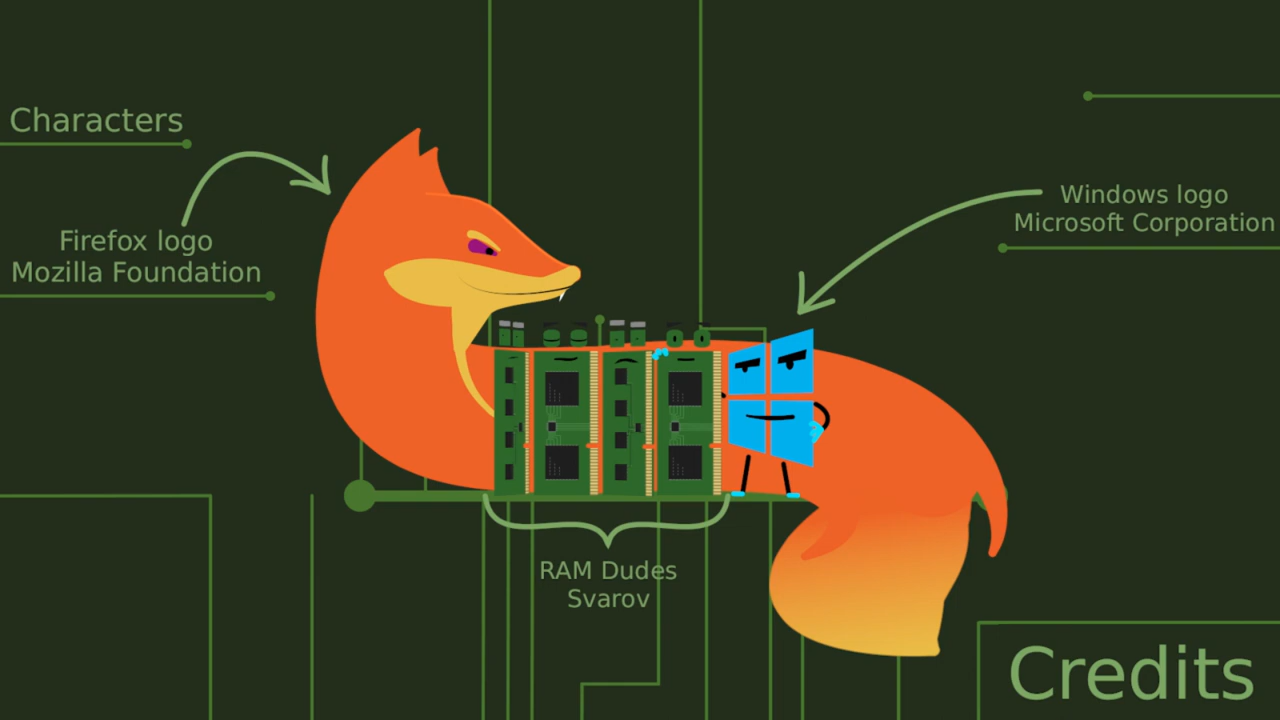 Characters
Firefox logo
Mozilla Foundation
Windows logo
Microsoft Corporation
RAM Dudes
Svarov
Credits